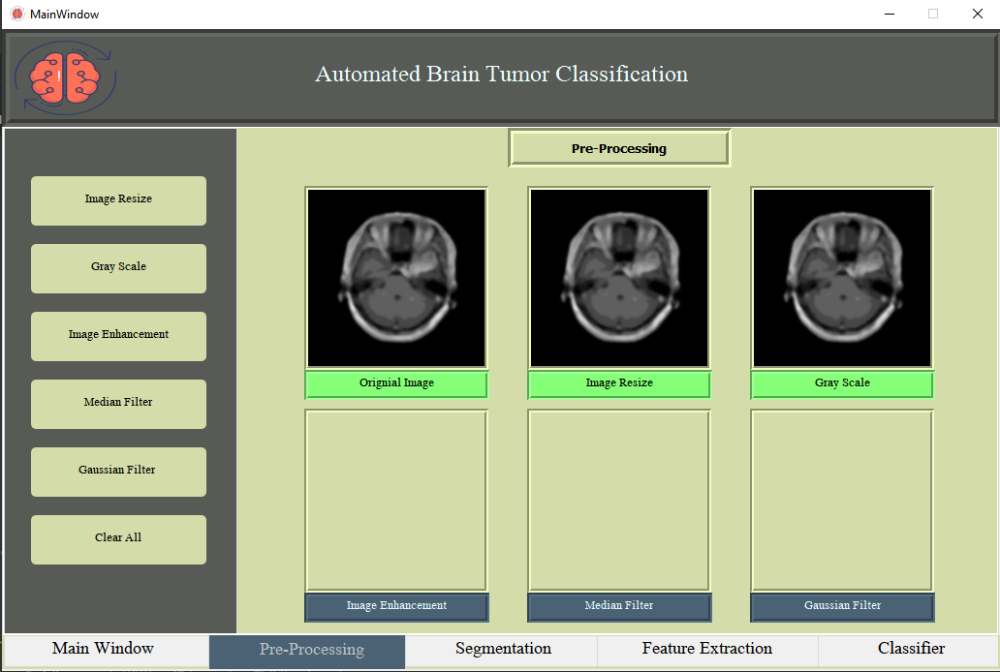 MainWindow
Automated Brain Tumor Classification
Pre-Processing
Image Resize
Gray Scale
Image Enhancement
Median Filter
Gaussian Filter
Clear All
Orignial Image
Image Resize
Gray Scale
Image Enhancement
Median Filter
Gaussian Filter
Main Window
Pre-Processing
Segmentation
Feature Extraction
Classifier